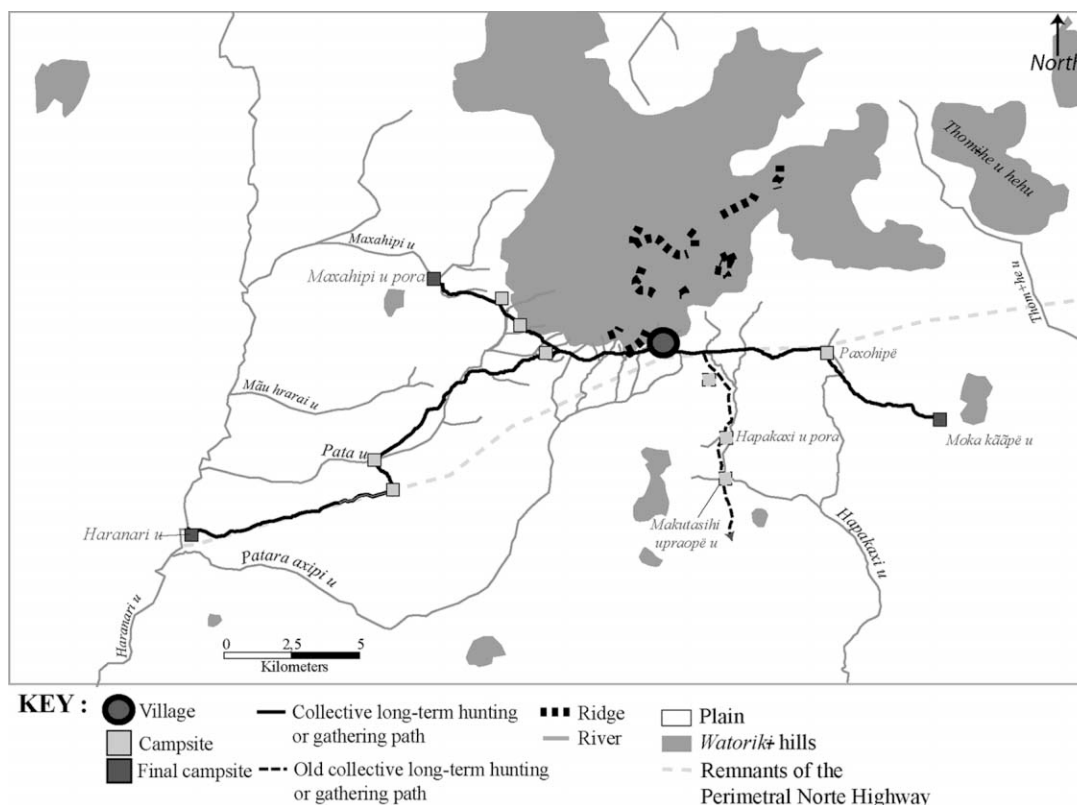 North
Thomɨhe u hehu
Maxahipi u
Maxahipi u pora
Thomɨhe u
Paxohipë
Mãu hrarai u
Moka kããpë u
Pata u
Hapakaxi u pora
Haranari u
Makutasihi
upraopë u
Hapakaxi u
Patara axipi u
Haranari u
0 2,5 5
Kilometers
KEY :
Village
Campsite
Final campsite
Collective long-term hunting
or gathering path
Old collective long-term hunting
or gathering path
Ridge
River
Plain
Watorikɨ hills
Remnants of the
Perimetral Norte Highway